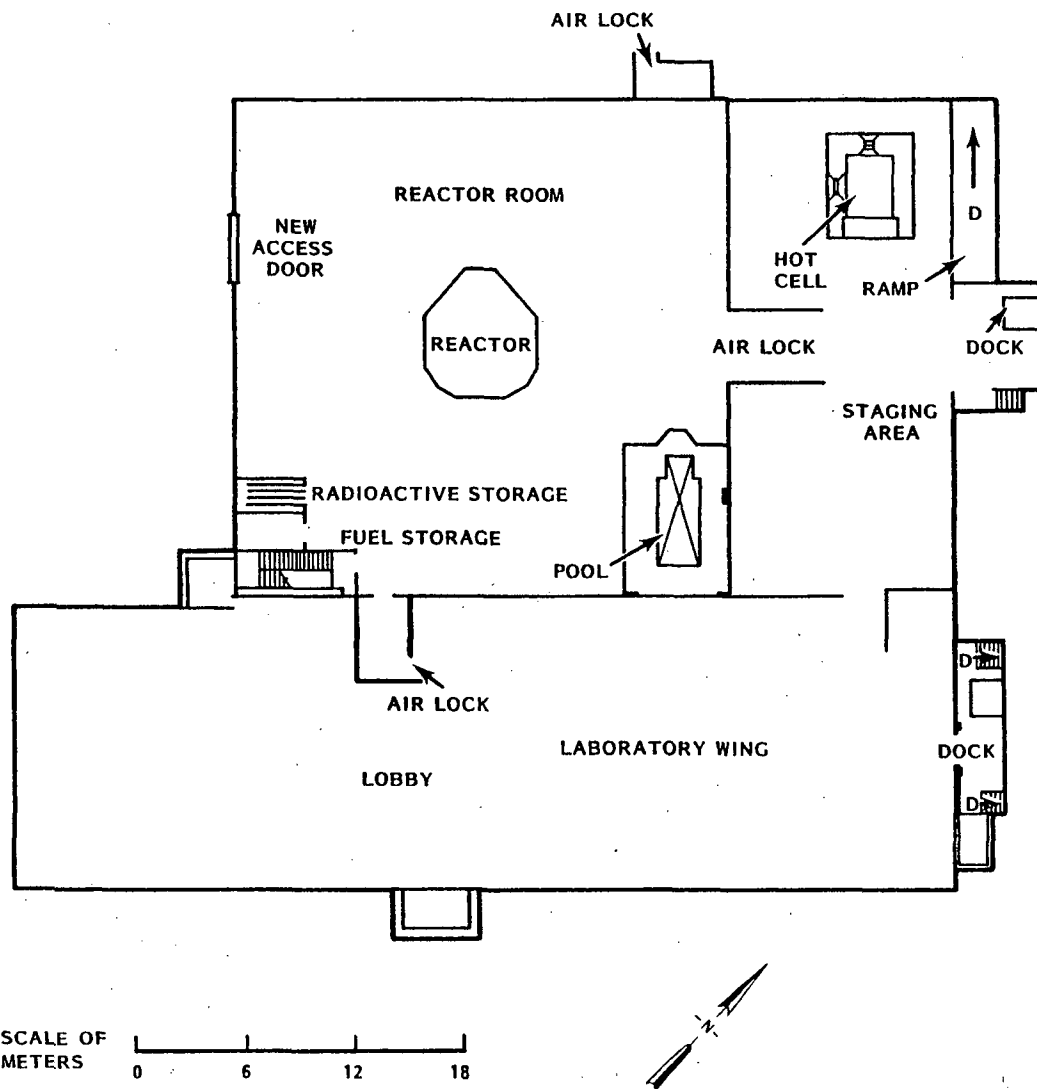 AIR LOCK
REACTOR ROOM
NEW
ACCESS
DOOR
D
HOT
CELL
RAMP
REACTOR
AIR LOCK
DOCK
STAGING
AREA
RADIOACTIVE STORAGE
FUEL STORAGE
POOL
D
AIR LOCK
LABORATORY WING
DOCK
LOBBY
D
N
SCALE OF
METERS
0 6 12 18